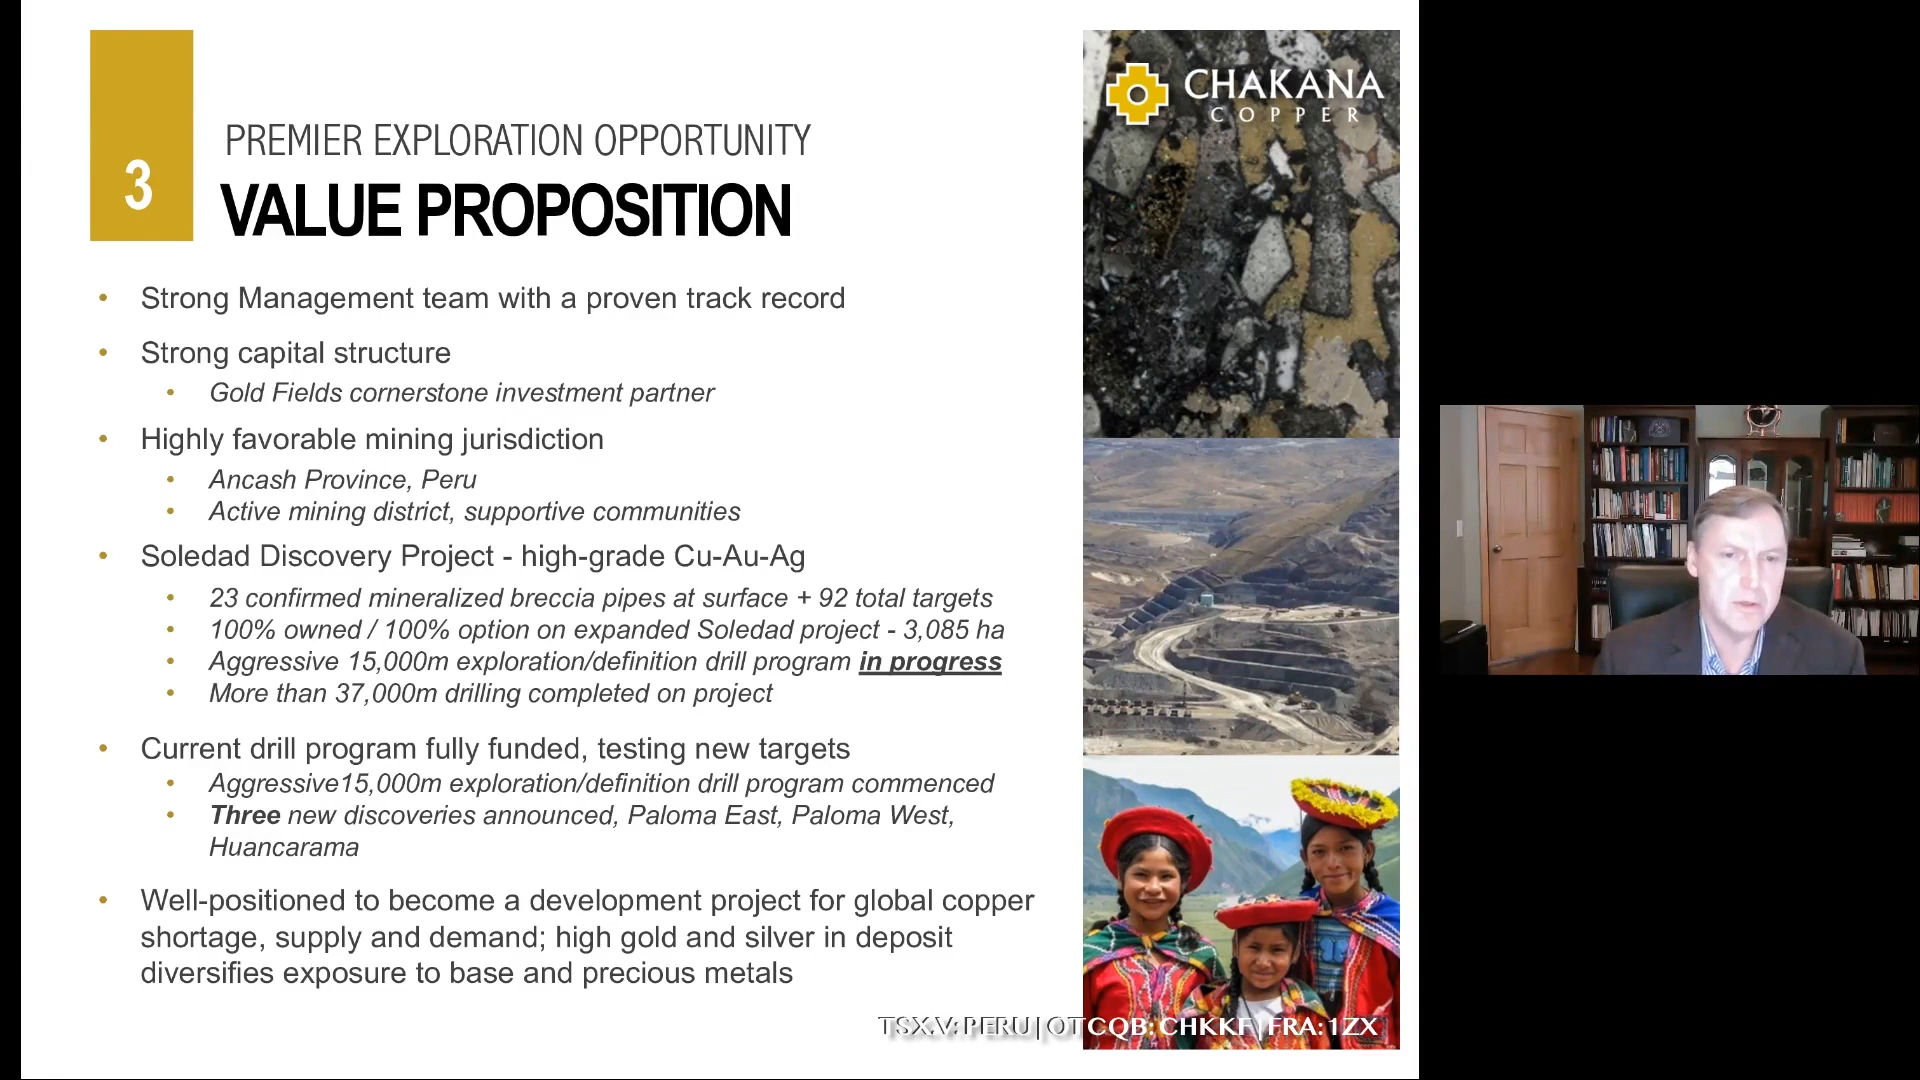 CHAKANA
COPPER
3
PREMIER EXPLORATION OPPORTUNITY
VALUE PROPOSITION
• Strong Management team with a proven track record
• Strong capital structure
• Gold Fields cornerstone investment partner
• Highly favorable mining jurisdiction
• Ancash Province, Peru
• Active mining district, supportive communities
• Soledad Discovery Project - high-grade Cu-Au-Ag
• 23 confirmed mineralized breccia pipes at surface + 92 total targets
• 100% owned / 100% option on expanded Soledad project - 3,085 ha
• Aggressive 15,000m exploration/definition drill program in progress
• More than 37,000m drilling completed on project
• Current drill program fully funded, testing new targets
• Aggressive15,000m exploration/definition drill program commenced
• Three new discoveries announced, Paloma East, Paloma West,
Huancarama
• Well-positioned to become a development project for global copper
shortage, supply and demand; high gold and silver in deposit
diversifies exposure to base and precious metals
TSX.V: PERU | OTCQB: CHKKF | FRA: 1ZX